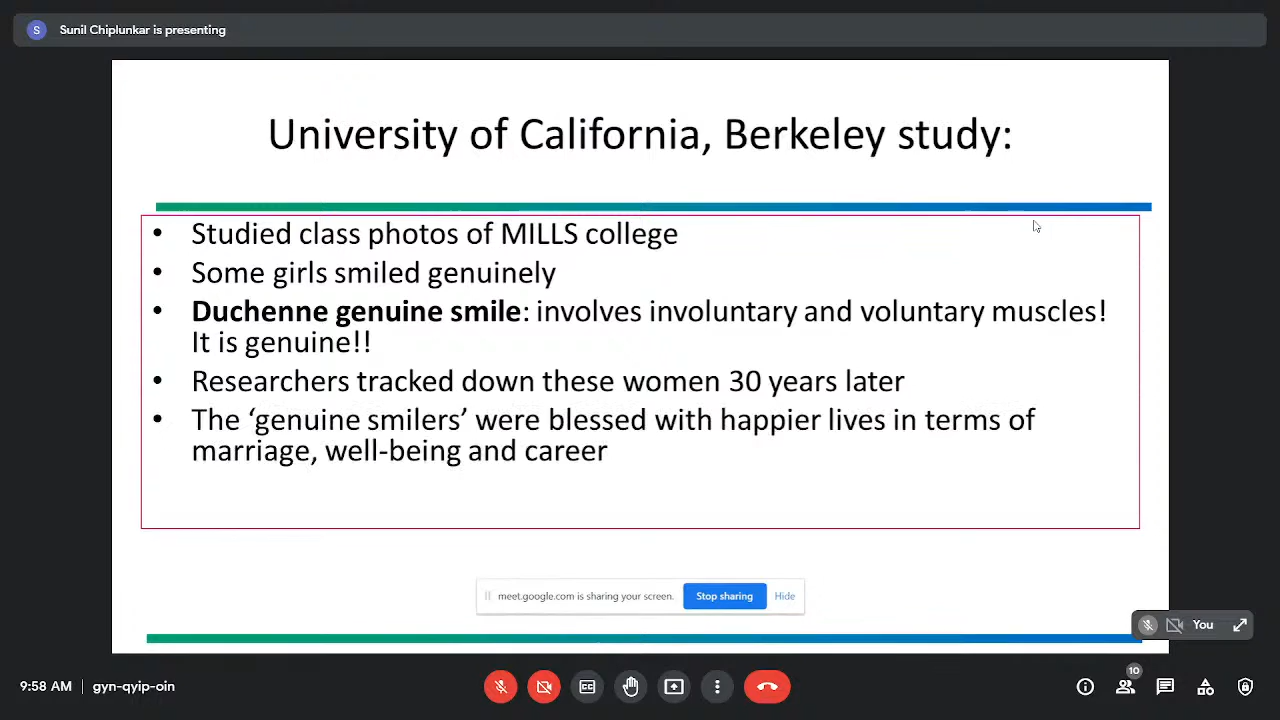 S Sunil Chiplunkar is presenting
University of California, Berkeley study:
• Studied class photos of MILLS college
• Some girls smiled genuinely
• Duchenne genuine smile: involves involuntary and voluntary muscles!
It is genuine!!
• Researchers tracked down these women 30 years later
• The ‘genuine smilers’ were blessed with happier lives in terms of
marriage, well-being and career
meet.google.com is sharing your screen. Stop sharing Hide
You
9:58 AM | gyn-qyip-oin
10